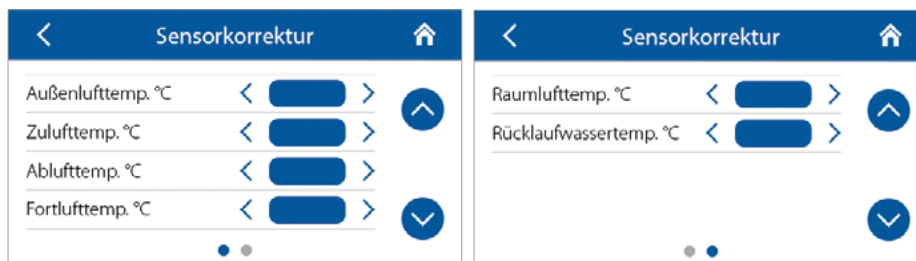 Sensorkorrektur
Außenlufttemp. °C
Zulufttemp. °C
Ablufttemp. °C
Fortlufttemp. °C
Sensorkorrektur
Raumlufttemp. °C
Rücklaufwassertemp. °C